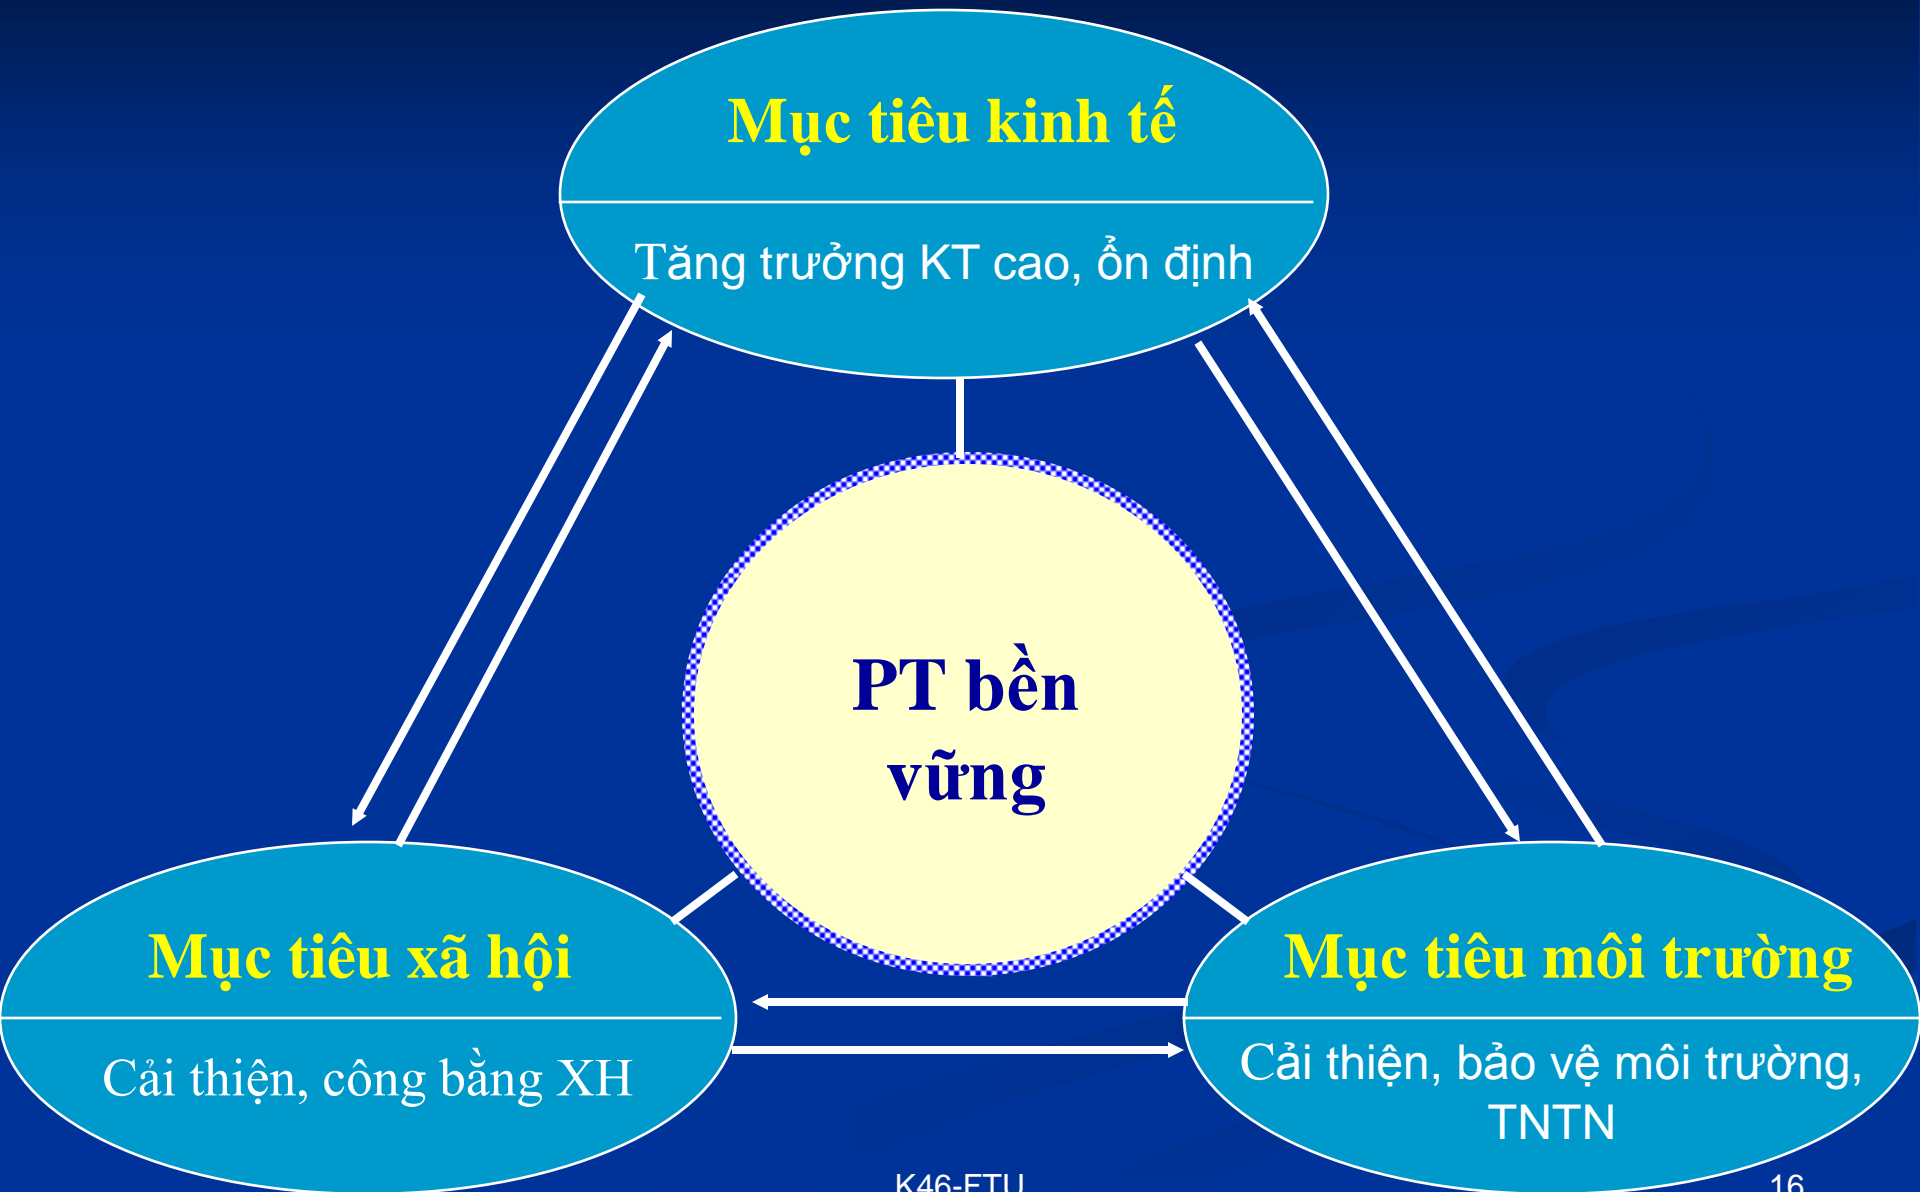 Mục tiêu kinh tế
Tăng trưởng KT cao, ổn định
PT bền
vững
Mục tiêu xã hội
Cải thiện, công bằng XH
Mục tiêu môi trường
Cải thiện, bảo vệ môi trường,
TNTN
K46-FTU
16